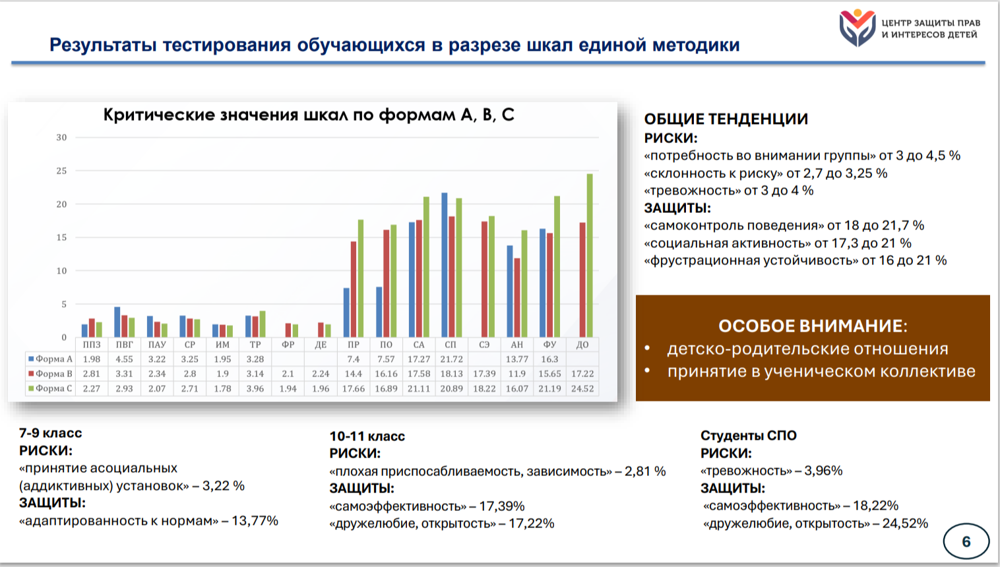 ЦЕНТР ЗАЩИТЫ ПРАВ
И ИНТЕРЕСОВ ДЕТЕЙ
Результаты тестирования обучающихся в разрезе шкал единой методики
Критические значения шкал по формам А, В, С
30
25
20
15
10
5
0
ППЗ ПВГ ПАУ СР ИМ ТР ФР ДЕ ПР ПО СА СП СЭ АН ФУ ДО
Форма А 1.98 4.55 3.22 3.25 1.95 3.28 7.4 7.57 17.27 21.72 13.77 16.3
Форма В 2.81 3.31 2.34 2.8 1.9 3.14 2.1 2.24 14.4 16.16 17.58 18.13 17.39 11.9 15.65 17.22
Форма С 2.27 2.93 2.07 2.71 1.78 3.96 1.94 1.96 17.66 16.89 21.11 20.89 18.22 16.07 21.19 24.52
ОБЩИЕ ТЕНДЕНЦИИ
РИСКИ:
«потребность во внимании группы» от 3 до 4,5 %
«склонность к риску» от 2,7 до 3,25 %
«тревожность» от 3 до 4 %
ЗАЩИТЫ:
«самоконтроль поведения» от 18 до 21,7 %
«социальная активность» от 17,3 до 21 %
«фрустрационная устойчивость» от 16 до 21 %
ОСОБОЕ ВНИМАНИЕ:
• детско-родительские отношения
• принятие в ученическом коллективе
7-9 класс
РИСКИ:
«принятие асоциальных
(аддиктивных) установок» – 3,22 %
ЗАЩИТЫ:
«адаптированность к нормам» – 13,77%
10-11 класс
РИСКИ:
«плохая приспосабливаемость, зависимость» – 2,81 %
ЗАЩИТЫ:
«самоэффективность» – 17,39%
«дружелюбие, открытость» – 17,22%
Студенты СПО
РИСКИ:
«тревожность» – 3,96%
ЗАЩИТЫ:
«самоэффективность» – 18,22%
«дружелюбие, открытость» – 24,52%
6